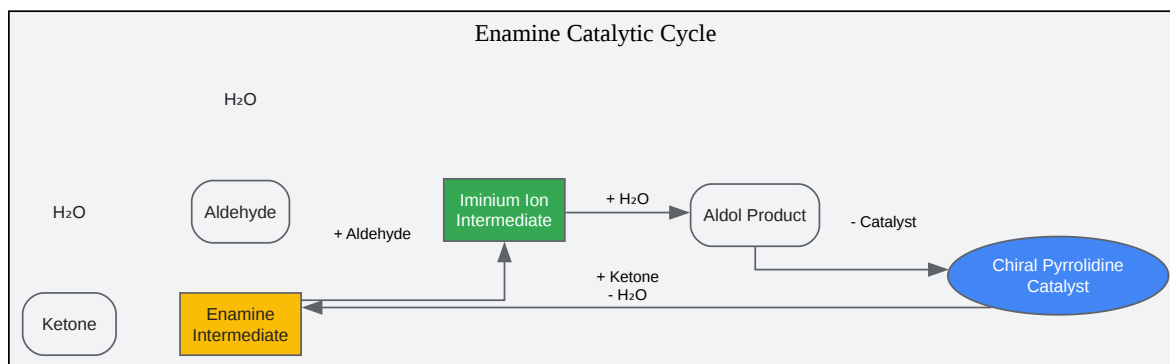 Enamine Catalytic Cycle
H₂O
H₂O
Aldehyde
+ Aldehyde
Iminium Ion
Intermediate
+ H₂O
Aldol Product
- Catalyst
Chiral Pyrrolidine
Catalyst
+ Ketone
- H₂O
Ketone
Enamine
Intermediate